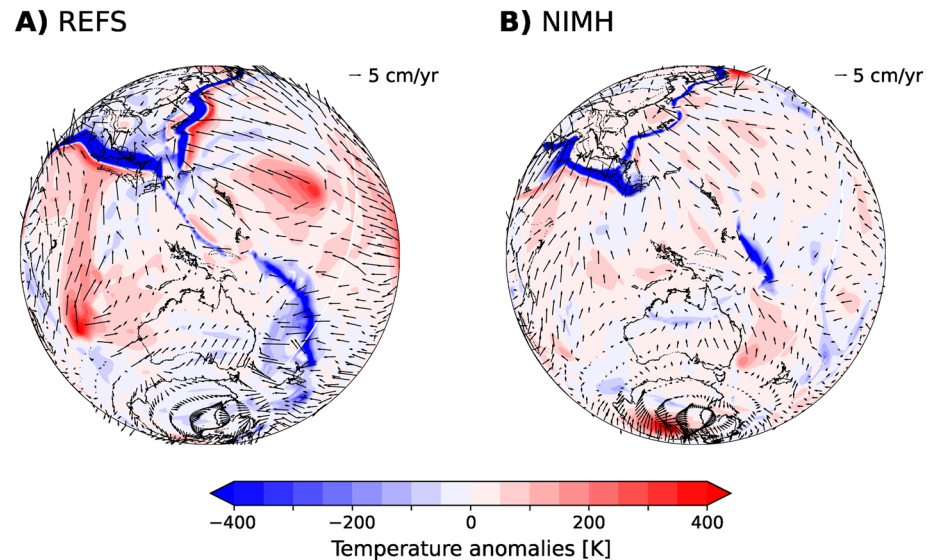 A) REFS
B) NIMH
→ 5 cm/yr
→ 5 cm/yr
−400 −200 0 200 400
Temperature anomalies [K]